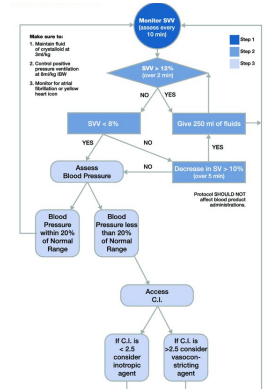 Monitor SVV
(assess every
10 min)
Make sure to:
1. Maintain fluid
of crystalloid at
3ml/kg
2. Control positive
pressure ventilation
at 8ml/kg IBW
3. Monitor for atrial
fibrillation or yellow
heart icon
Step 1
Step 2
Step 3
SVV > 13%
(over 2 min)
NO
YES
SVV < 8%
Give 250 ml of fluids
YES
NO
YES
NO
Assess
Blood Pressure
Decrease in SV > 10%
(over 5 min)
Protocol SHOULD NOT
affect blood product
administrations.
Blood
Pressure
within 20%
of Normal
Range
Blood
Pressure less
than 20%
of Normal
Range
Access
C.I.
If C.I. is
< 2.5
consider
inotropic
agent
If C.I. is
>2.5 consider
vasocon-
stricting
agent